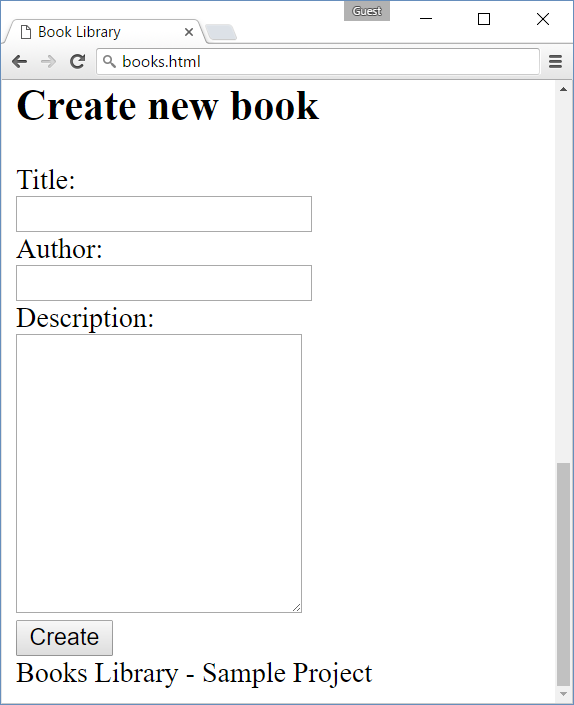 Guest
Book Library
books.html
Create new book
Title:
Author:
Description:
Create
Books Library - Sample Project